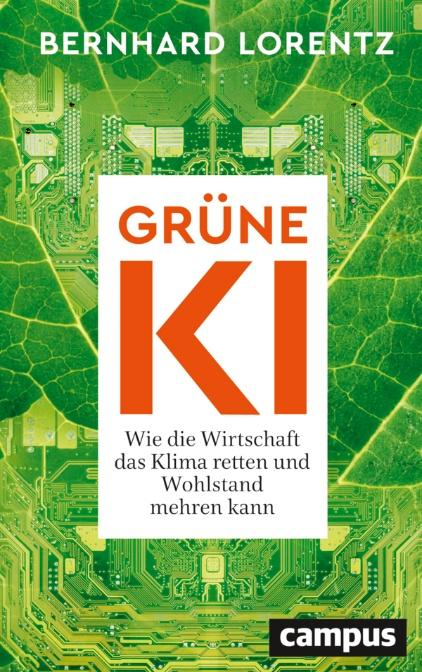 BERNHARD LORENTZ
GRÜNE
KI
Wie die Wirtschaft
das Klima retten und
Wohlstand
mehren kann
campus